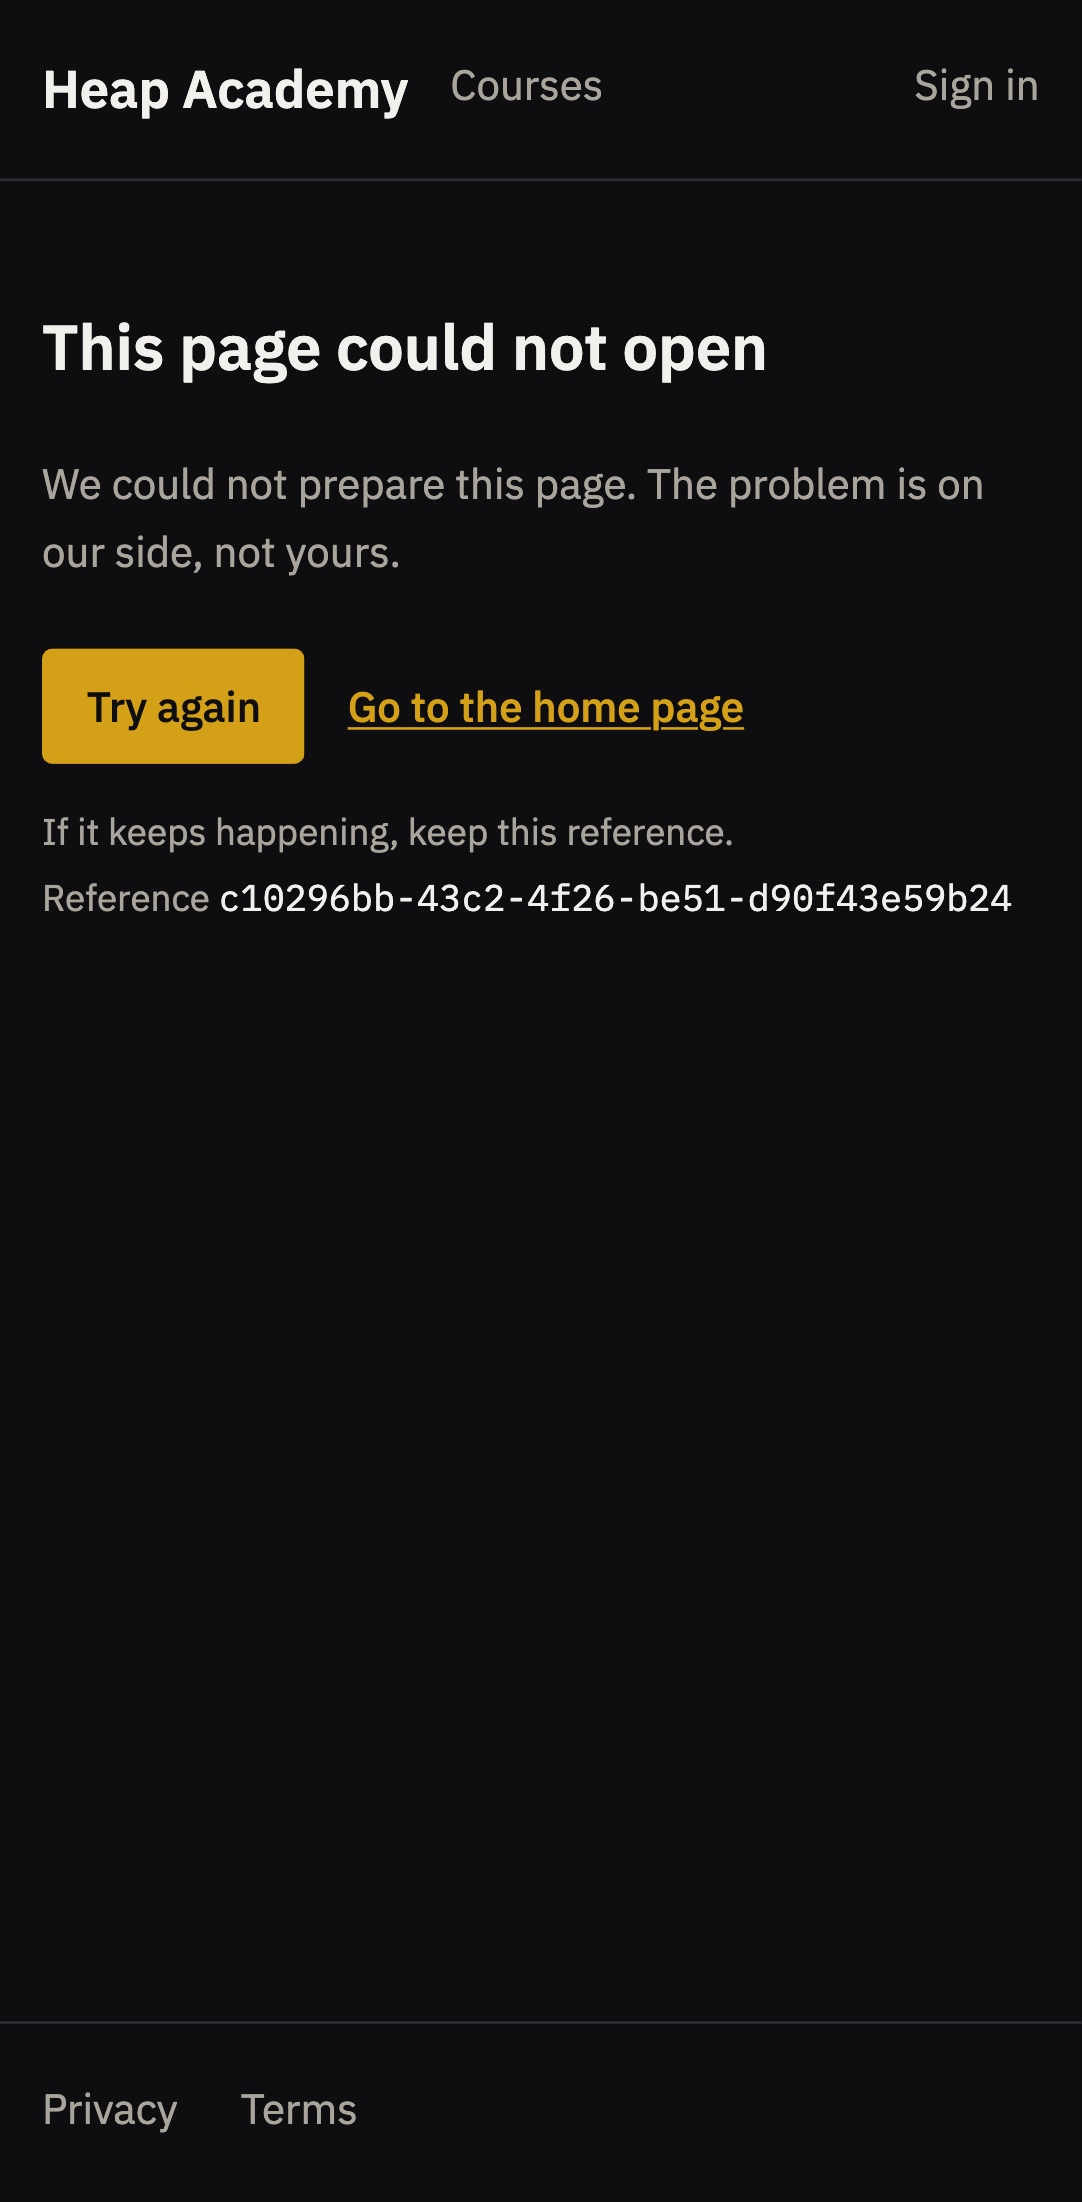 Heap Academy Courses Sign in
This page could not open
We could not prepare this page. The problem is on
our side, not yours.
Try again Go to the home page
If it keeps happening, keep this reference.
Reference c10296bb-43c2-4f26-be51-d90f43e59b24
Privacy Terms